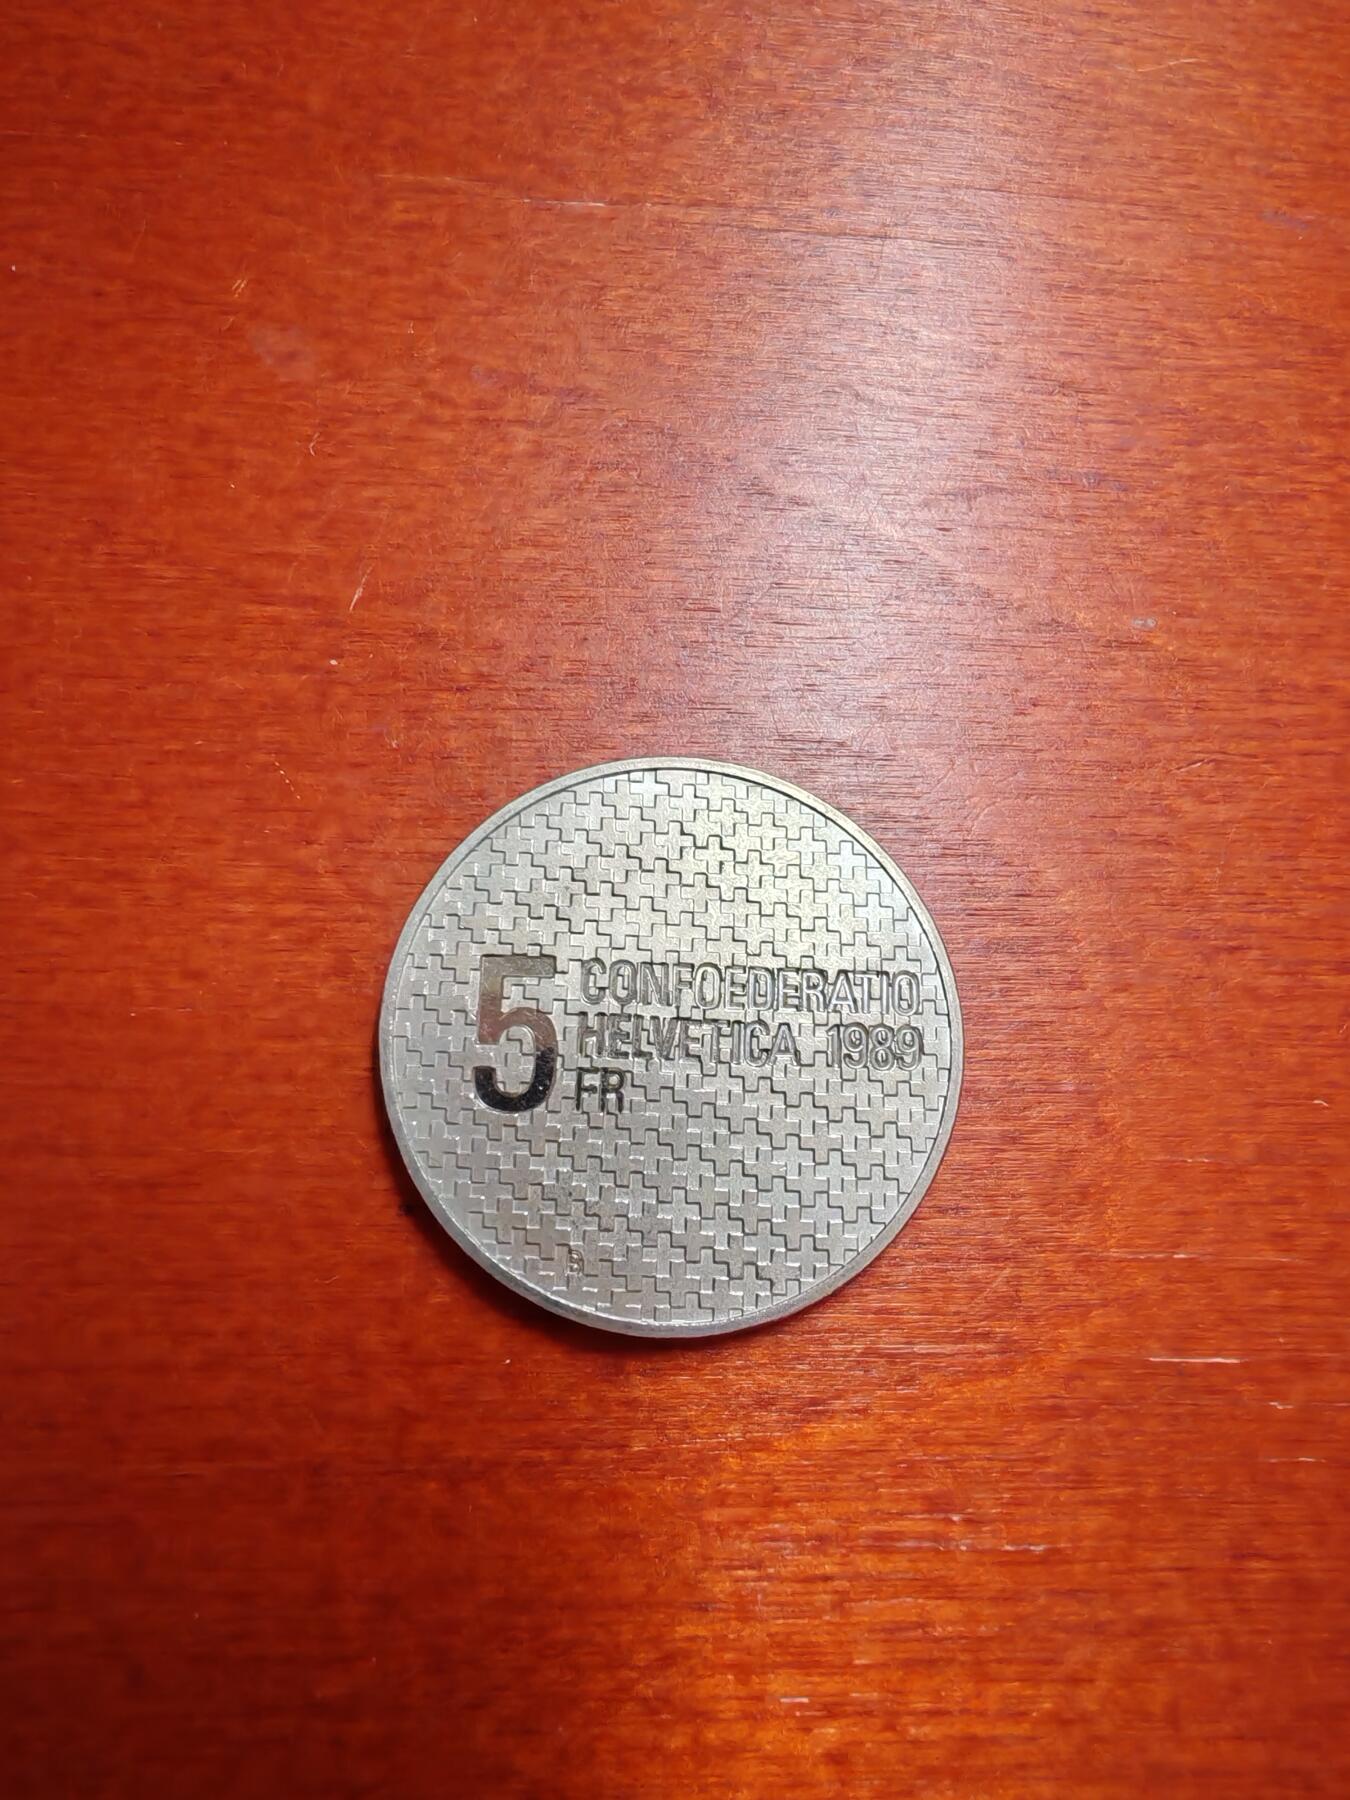 5
CONFOEDERATIO
HELVETICA 1989
FR
B